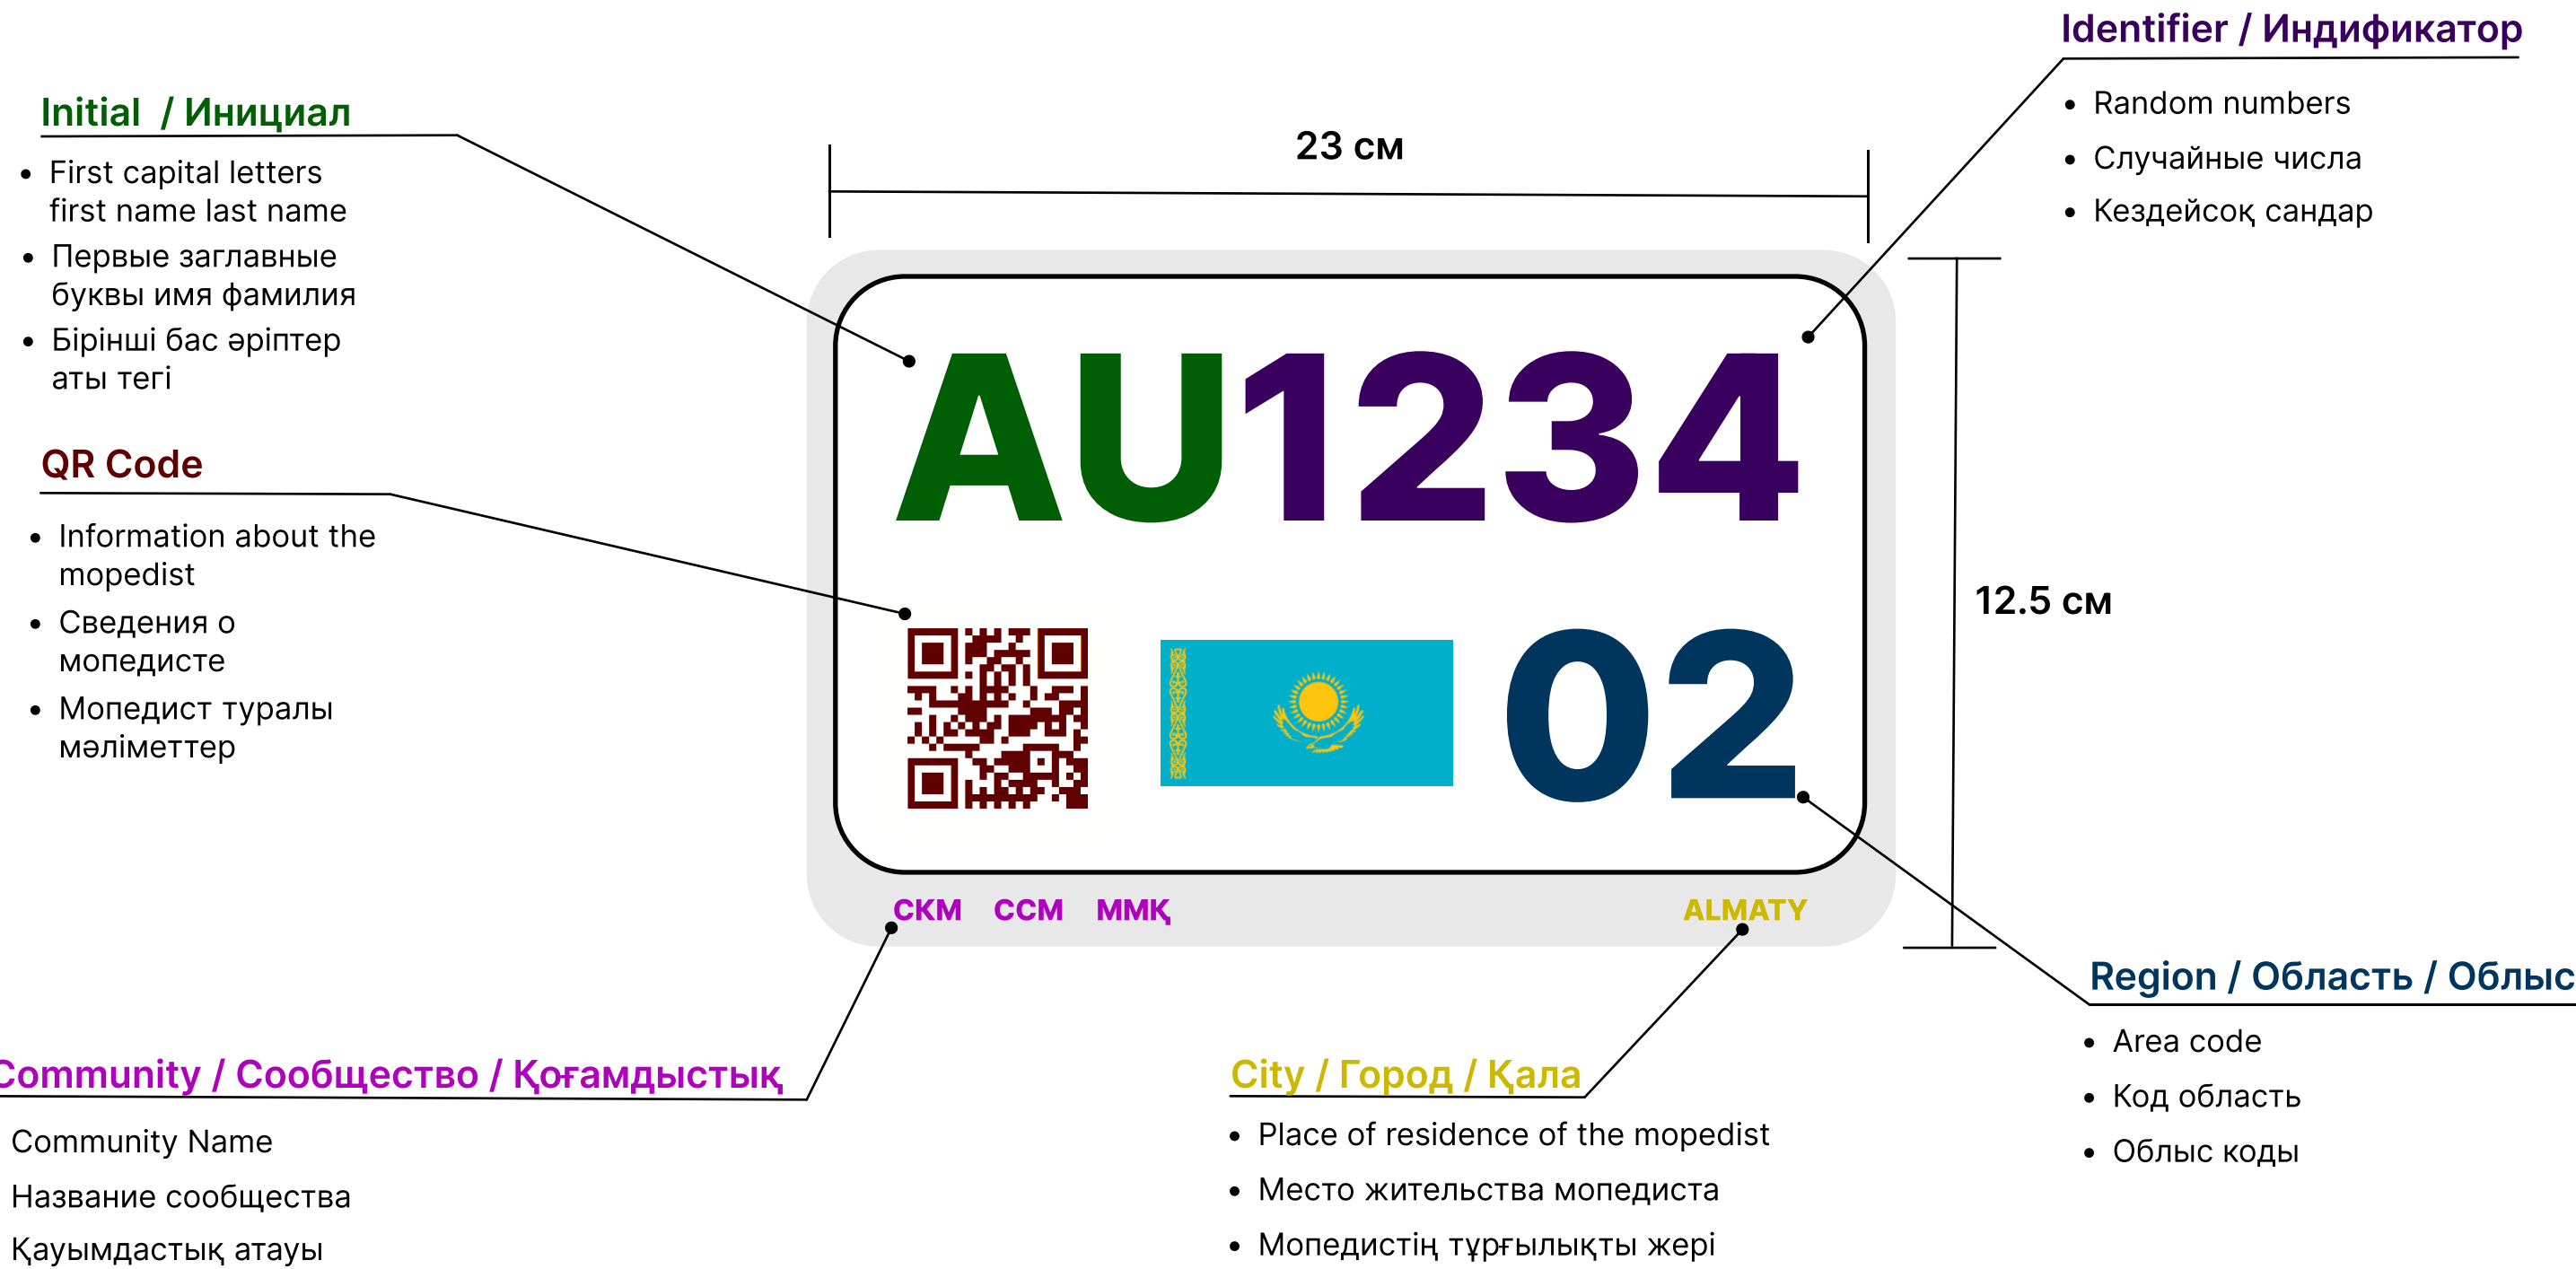 Identifier / Индификатор
• Random numbers
• Случайные числа
• Кездейсоқ сандар
Initial / Инициал
• First capital letters
first name last name
• Первые заглавные
буквы имя фамилия
• Бірінші бас әріптер
аты тегі
23 см
AU1234
QR Code
• Information about the
mopedist
• Сведения о
мопедисте
• Мопедист туралы
мәліметтер
12.5 см
02
СКМ ССМ ММҚ
ALMATY
Region / Область / Облыс
• Area code
• Код область
• Облыс коды
Community / Сообщество / Қоғамдыстық
Community Name
Название сообщества
Қауымдастық атауы
City / Город / Қала
• Place of residence of the mopedist
• Место жительства мопедиста
• Мопедистің тұрғылықты жері